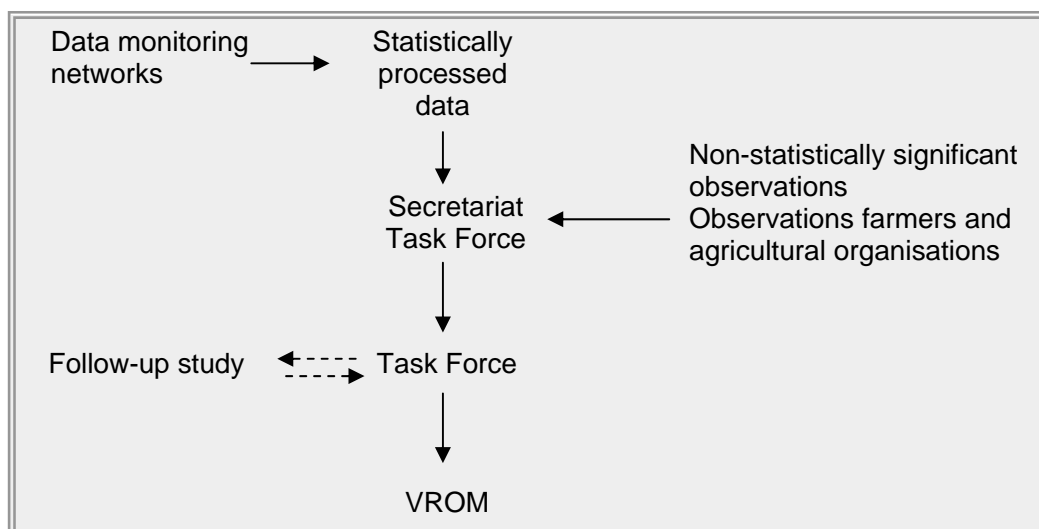 Data monitoring
networks
Statistically
processed
data
Non-statistically significant
observations
Observations farmers and
agricultural organisations
Secretariat
Task Force
Follow-up study
Task Force
VROM